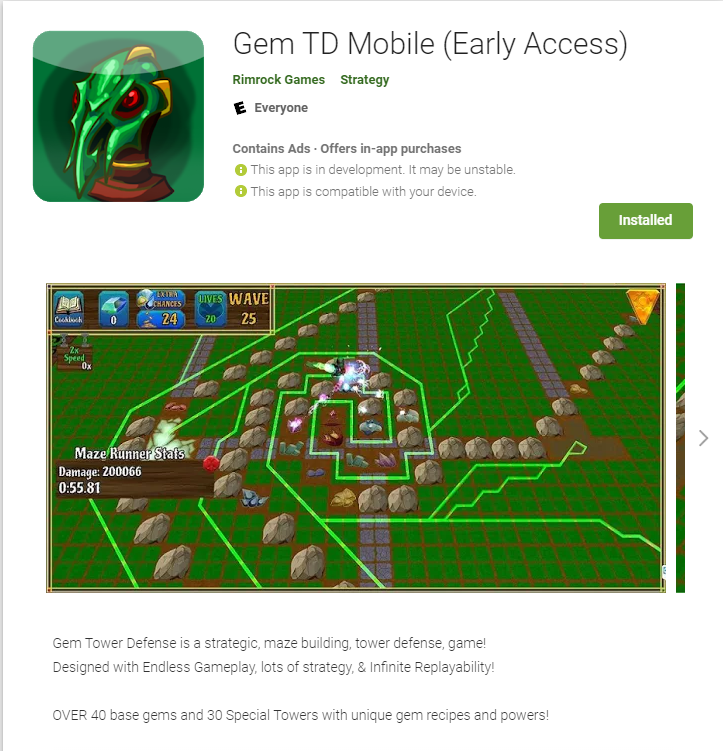 Gem TD Mobile (Early Access)
Rimrock Games Strategy
E Everyone
Contains Ads · Offers in-app purchases
This app is in development. It may be unstable.
This app is compatible with your device.
Installed
Cookbook
0
EXTRA
CHANCES
24
LIVES
20
WAVE
25
2x
Speed
0x
Maze Runner Stats
Damage: 200066
0:55.81
Gem Tower Defense is a strategic, maze building, tower defense, game!
Designed with Endless Gameplay, lots of strategy, & Infinite Replayability!
OVER 40 base gems and 30 Special Towers with unique gem recipes and powers!